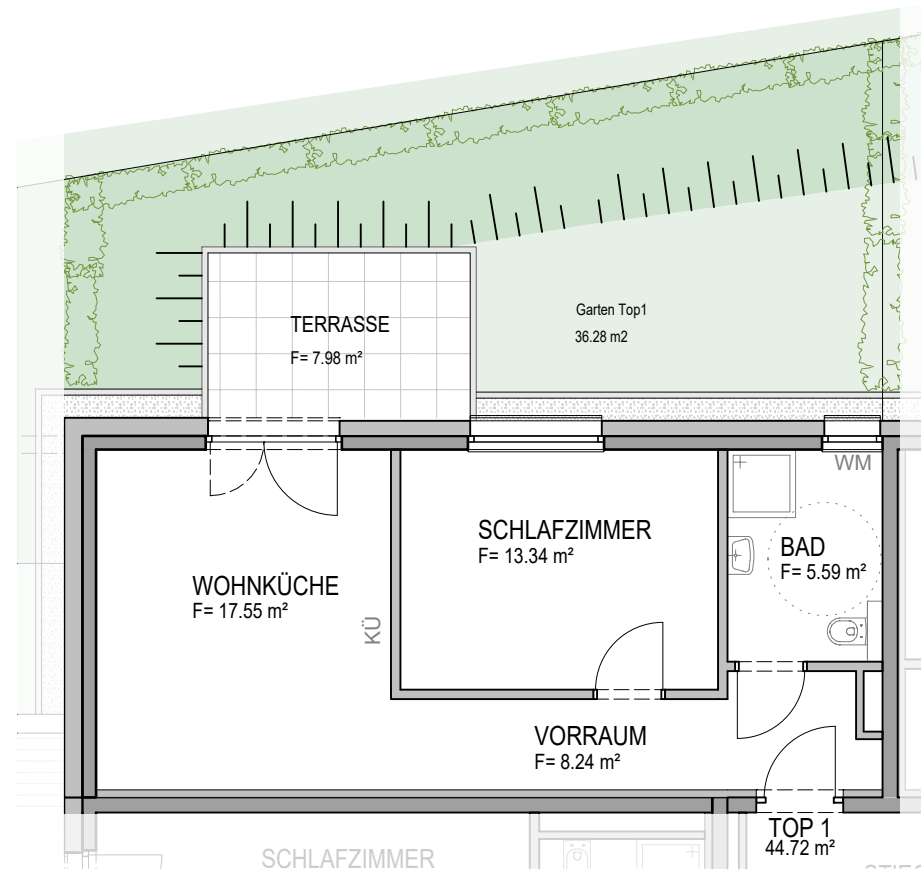 Garten Top1
36.28 m2
TERRASSE
F= 7.98 m²
WM
SCHLAFZIMMER
F= 13.34 m²
BAD
F= 5.59 m²
WOHNKÜCHE
F= 17.55 m²
KÜ
VORRAUM
F= 8.24 m²
TOP 1
44.72 m²
SCHLAFZIMMER